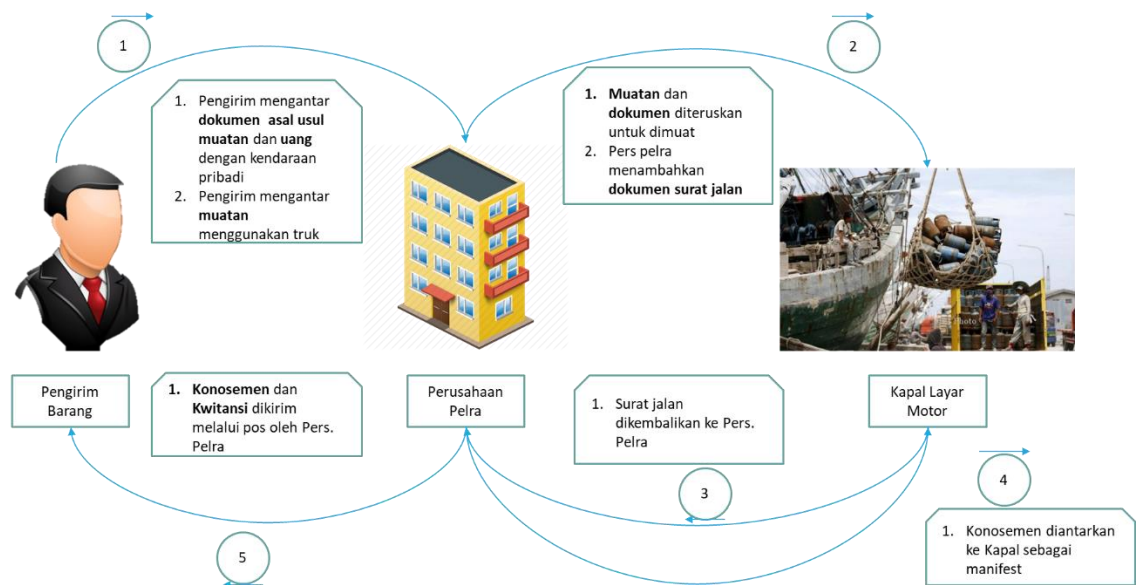 1
2
1. Pengirim mengantar
dokumen asal usul
muatan dan uang
dengan kendaraan
pribadi
2. Pengirim mengantar
muatan
menggunakan truk
1. Muatan dan
dokumen diteruskan
untuk dimuat
2. Pers pelra
menambahkan
dokumen surat jalan
Photo
Pengirim
Barang
1. Konosemen dan
Kwitansi dikirim
melalui pos oleh Pers.
Pelra
Perusahaan
Pelra
1. Surat jalan
dikembalikan ke Pers.
Pelra
Kapal Layar
Motor
3
4
1. Konosemen diantarkan
ke Kapal sebagai
manifest
5